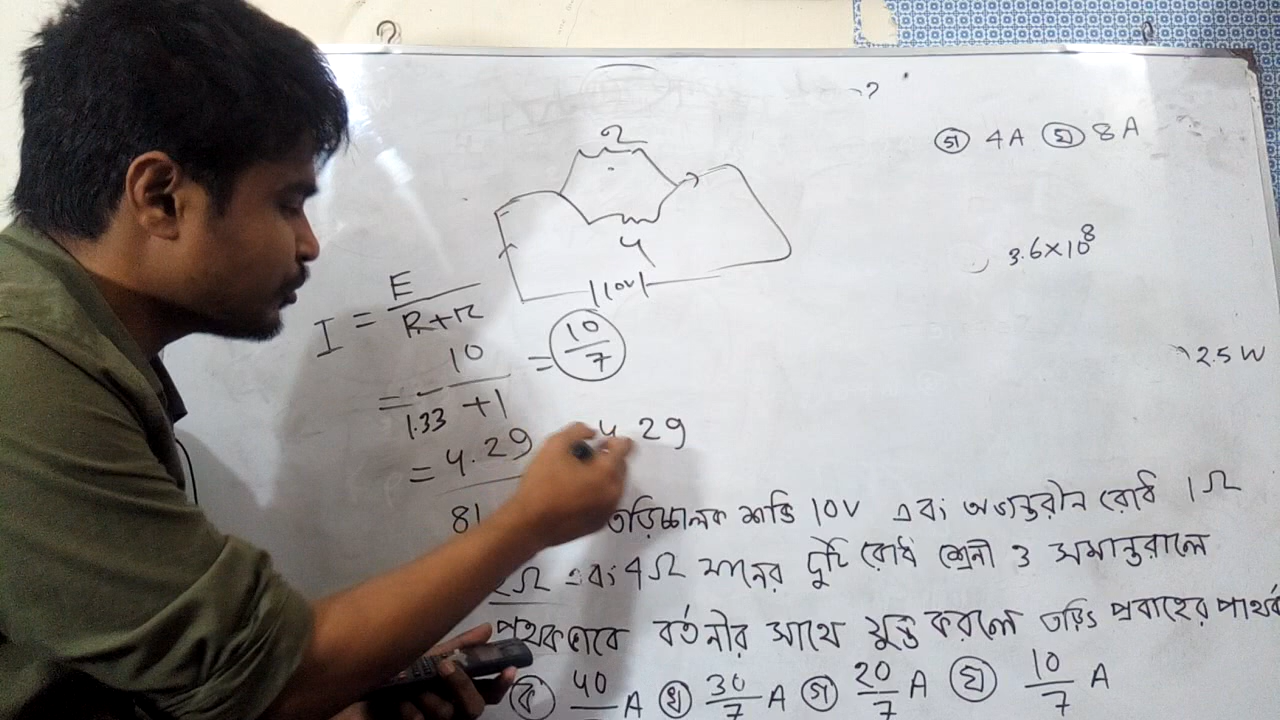 ?
গ 4A ঘ 8A
2
4
10V
3.6×10⁸
2.5 W
I = E/R+r
= 10/1.33 +1 = 10/7
= 4.29
4.29
81
তড়িচ্চালক শক্তি 10V এবং অভ্যন্তরীন রোধ 1Ω
2Ω এবং 4Ω মানের দুটি রোধ শ্রেনী ও সমান্তরালে
পৃথকভাবে বর্তনীর সাথে যুক্ত করলে তড়িৎ প্রবাহের পার্থক
ক 40 A খ 30/7 A গ 20/7 A ঘ 10/7 A